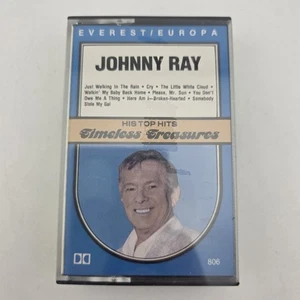 EVEREST/EUROPA
JOHNNY RAY
Just Walking In The Rain • Cry • The Little White Cloud •
Walkin' My Baby Back Home • Please, Mr. Sun • You Don't
Owe Me A Thing • Here Am I—Broken-Hearted • Somebody
Stole My Gal
HIS TOP HITS
Timeless Treasures
806